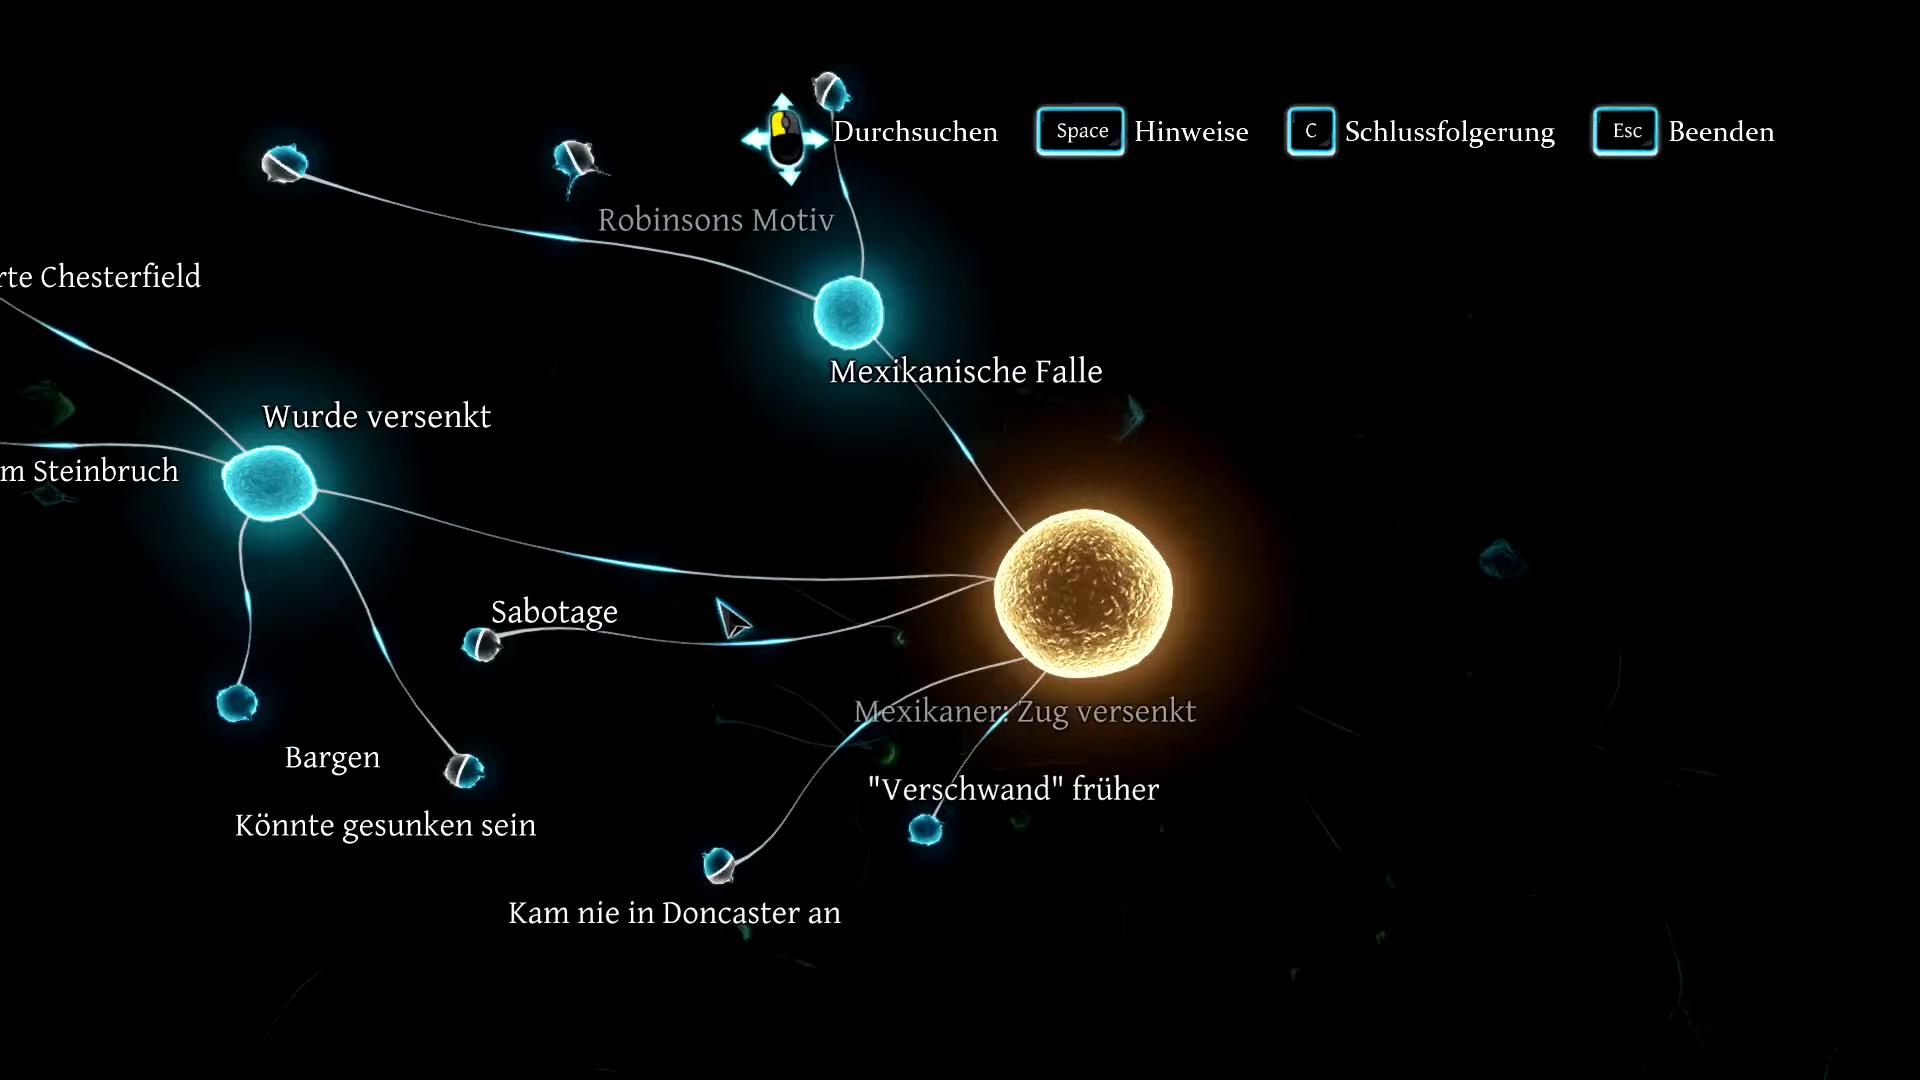 Durchsuchen
Space
Hinweise
C
Schlussfolgerung
Esc
Beenden
Robinsons Motiv
rte Chesterfield
Mexikanische Falle
Wurde versenkt
m Steinbruch
Sabotage
Mexikaner: Zug versenkt
Bargen
"Verschwand" früher
Könnte gesunken sein
Kam nie in Doncaster an